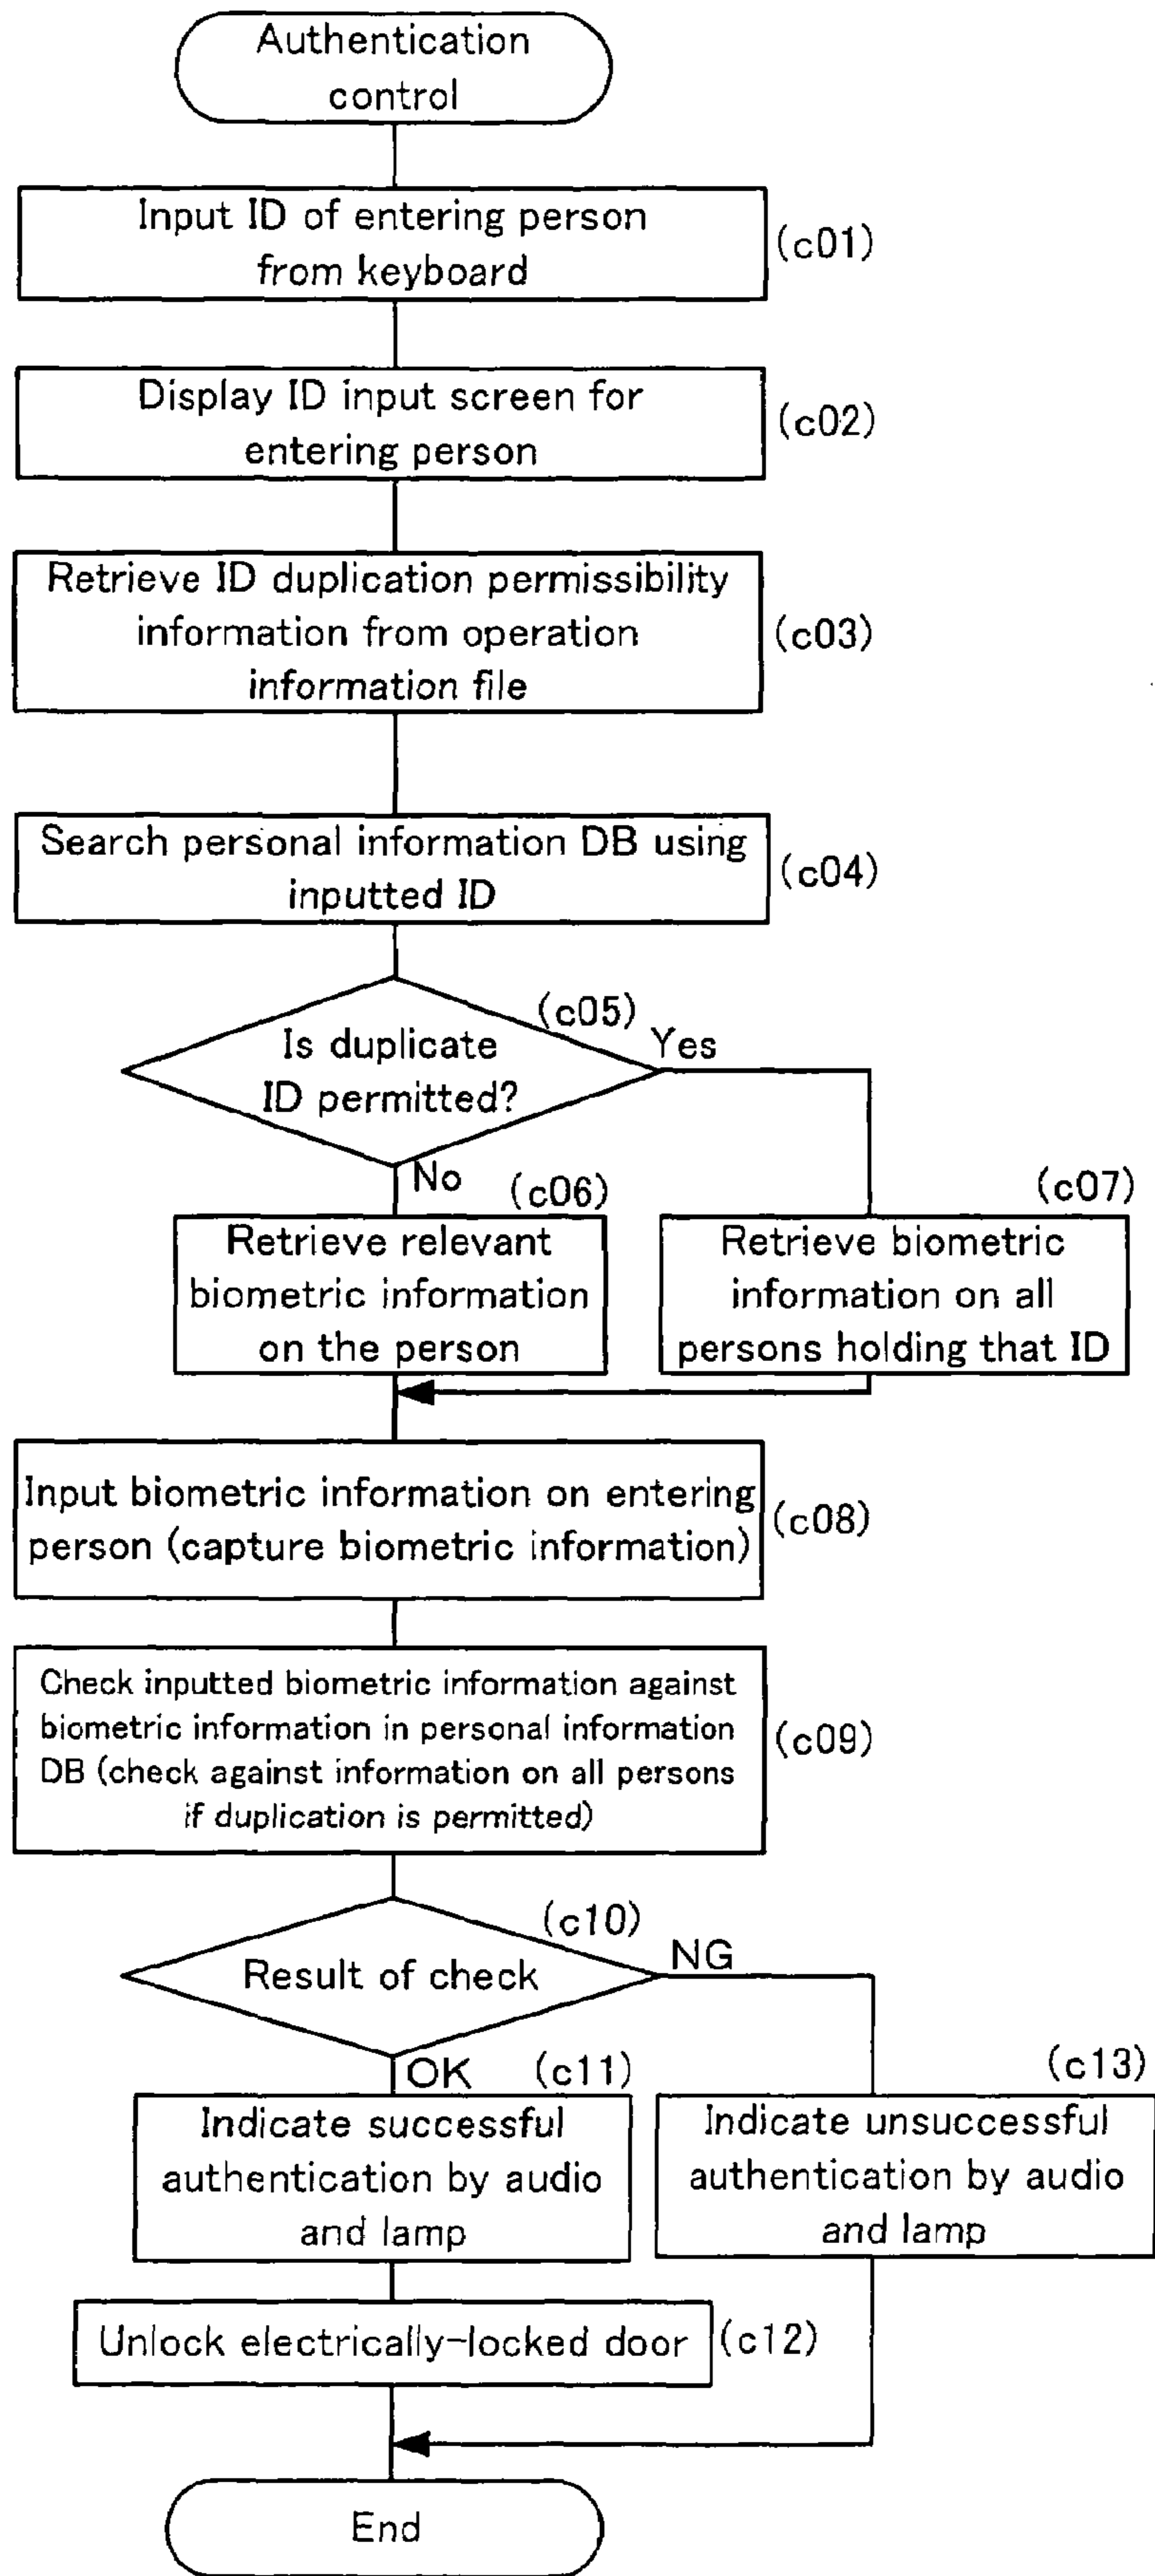 Authentication
control
Input ID of entering person
from keyboard
(c01)
Display ID input screen for
entering person
(c02)
Retrieve ID duplication permissibility
information from operation
information file
(c03)
Search personal information DB using
inputted ID
(c04)
(c05)
Is duplicate
ID permitted?
Yes
No
(c06)
Retrieve relevant
biometric information
on the person
(c07)
Retrieve biometric
information on all
persons holding that ID
Input biometric information on entering
person (capture biometric information)
(c08)
Check inputted biometric information against
biometric information in personal information
DB (check against information on all persons
if duplication is permitted)
(c09)
(c10)
Result of check
NG
OK
(c11)
Indicate successful
authentication by audio
and lamp
(c13)
Indicate unsuccessful
authentication by audio
and lamp
Unlock electrically-locked door
(c12)
End